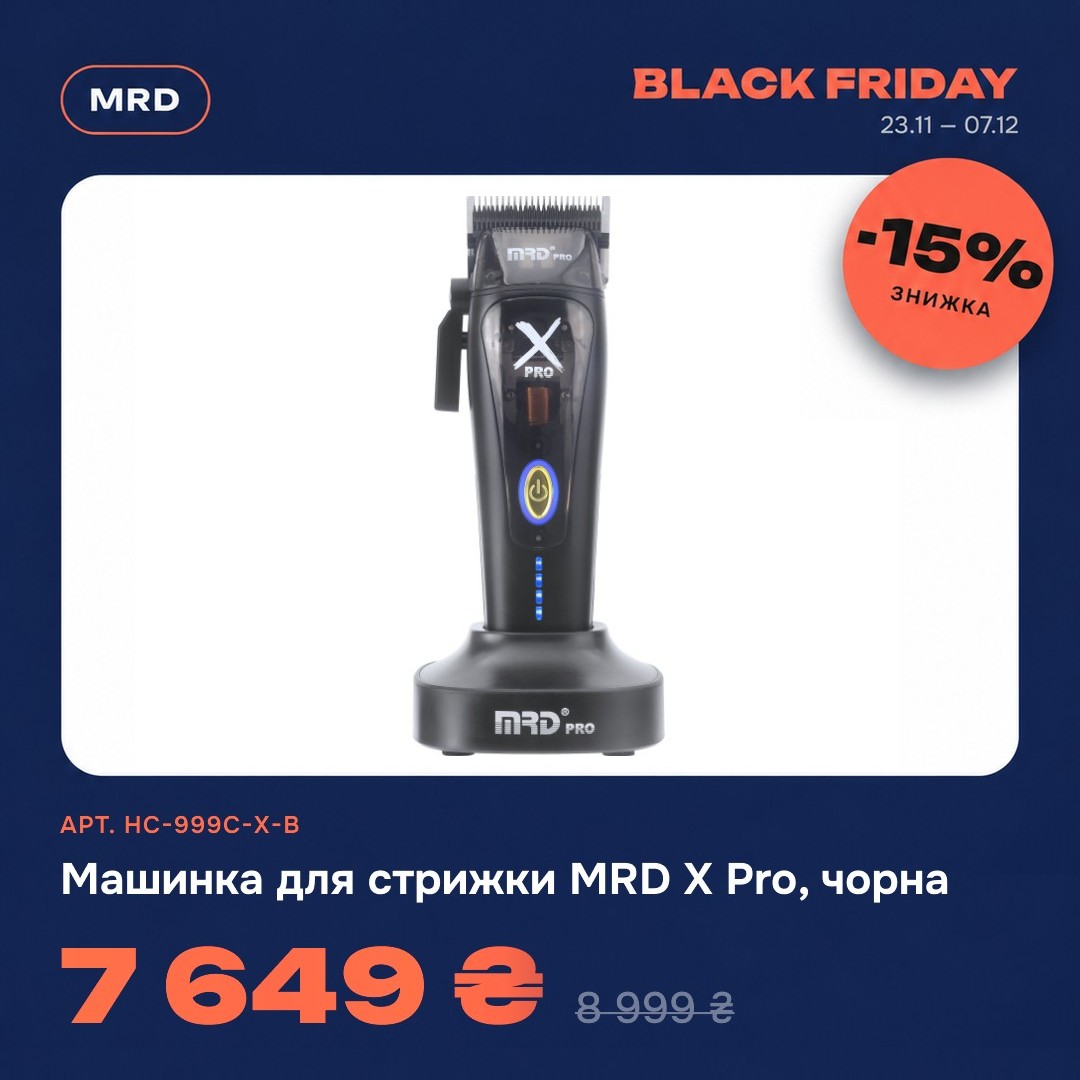 MRD
BLACK FRIDAY
23.11 – 07.12
-15%
ЗНИЖКА
MRD® PRO
X
PRO
MRD® PRO
АРТ. HC-999C-X-B
Машинка для стрижки MRD X Pro, чорна
7 649 ₴
8 999 ₴